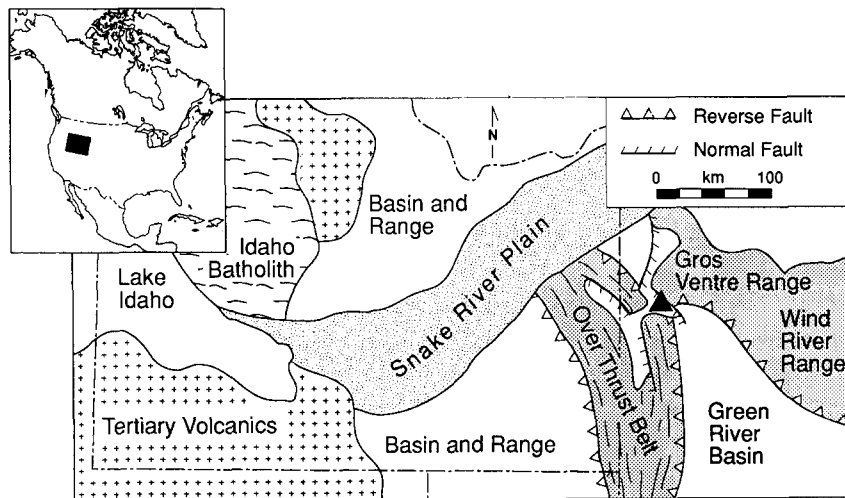 N
Reverse Fault
Normal Fault
0 km 100
Basin and
Range
Idaho
Batholith
Lake
Idaho
Snake River Plain
Gros
Ventre Range
Wind
River
Range
Over Thrust Belt
Green
River
Basin
Tertiary Volcanics
Basin and Range